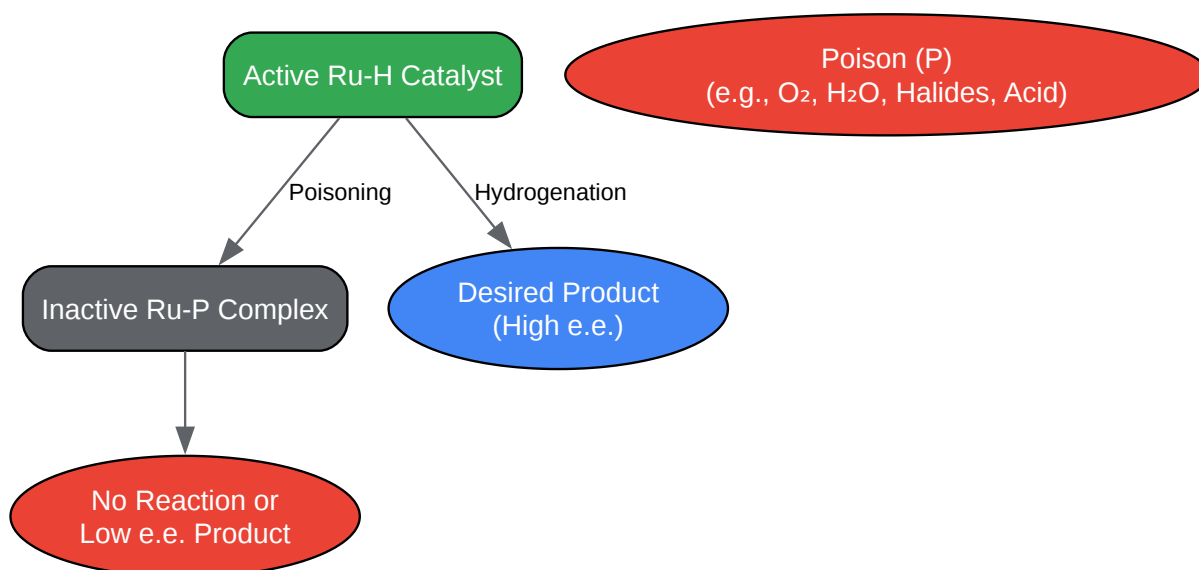 Active Ru-H Catalyst
Poison (P)
(e.g., O₂, H₂O, Halides, Acid)
Poisoning
Hydrogenation
Inactive Ru-P Complex
Desired Product
(High e.e.)
No Reaction or
Low e.e. Product